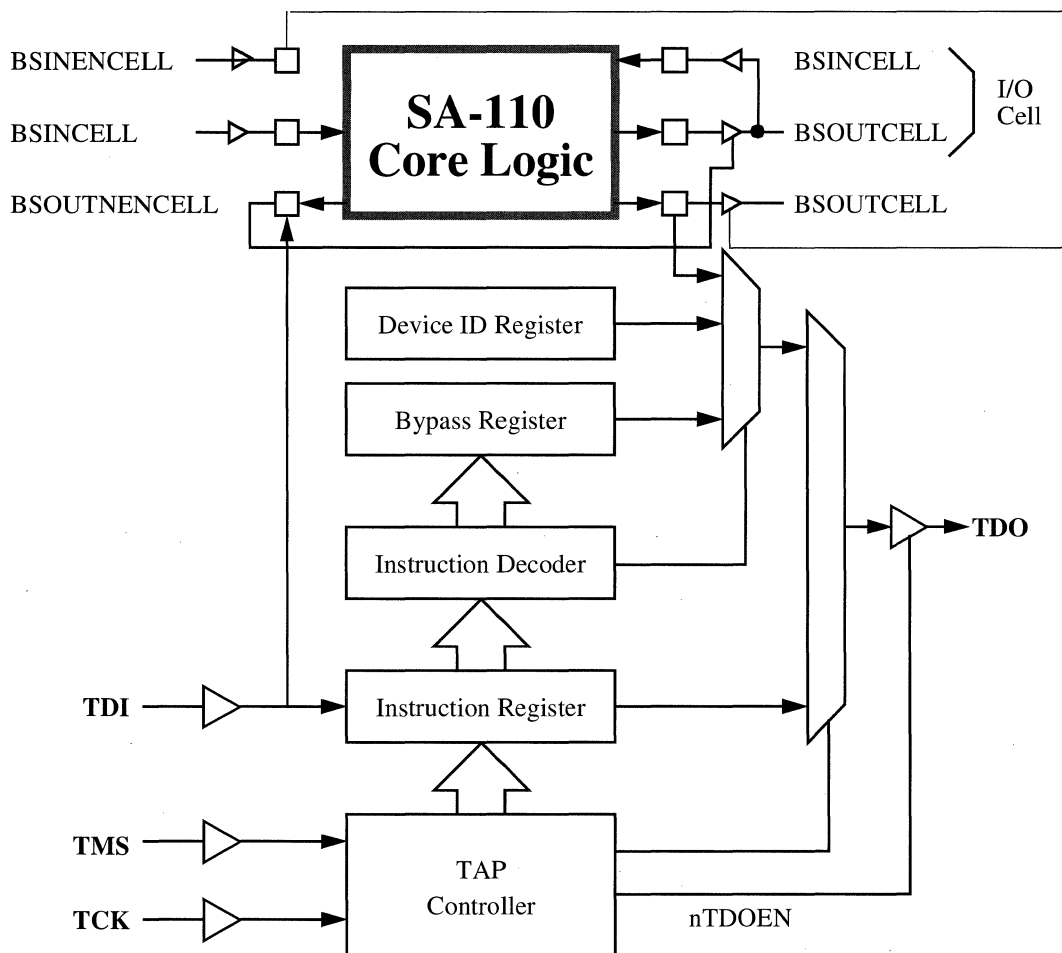 BSINENCELL
BSINCELL
I/O
Cell
SA-110
Core Logic
BSINCELL
BSOUTCELL
BSOUTNENCELL
BSOUTCELL
Device ID Register
Bypass Register
TDO
Instruction Decoder
TDI
Instruction Register
TMS
TAP
Controller
TCK
nTDOEN